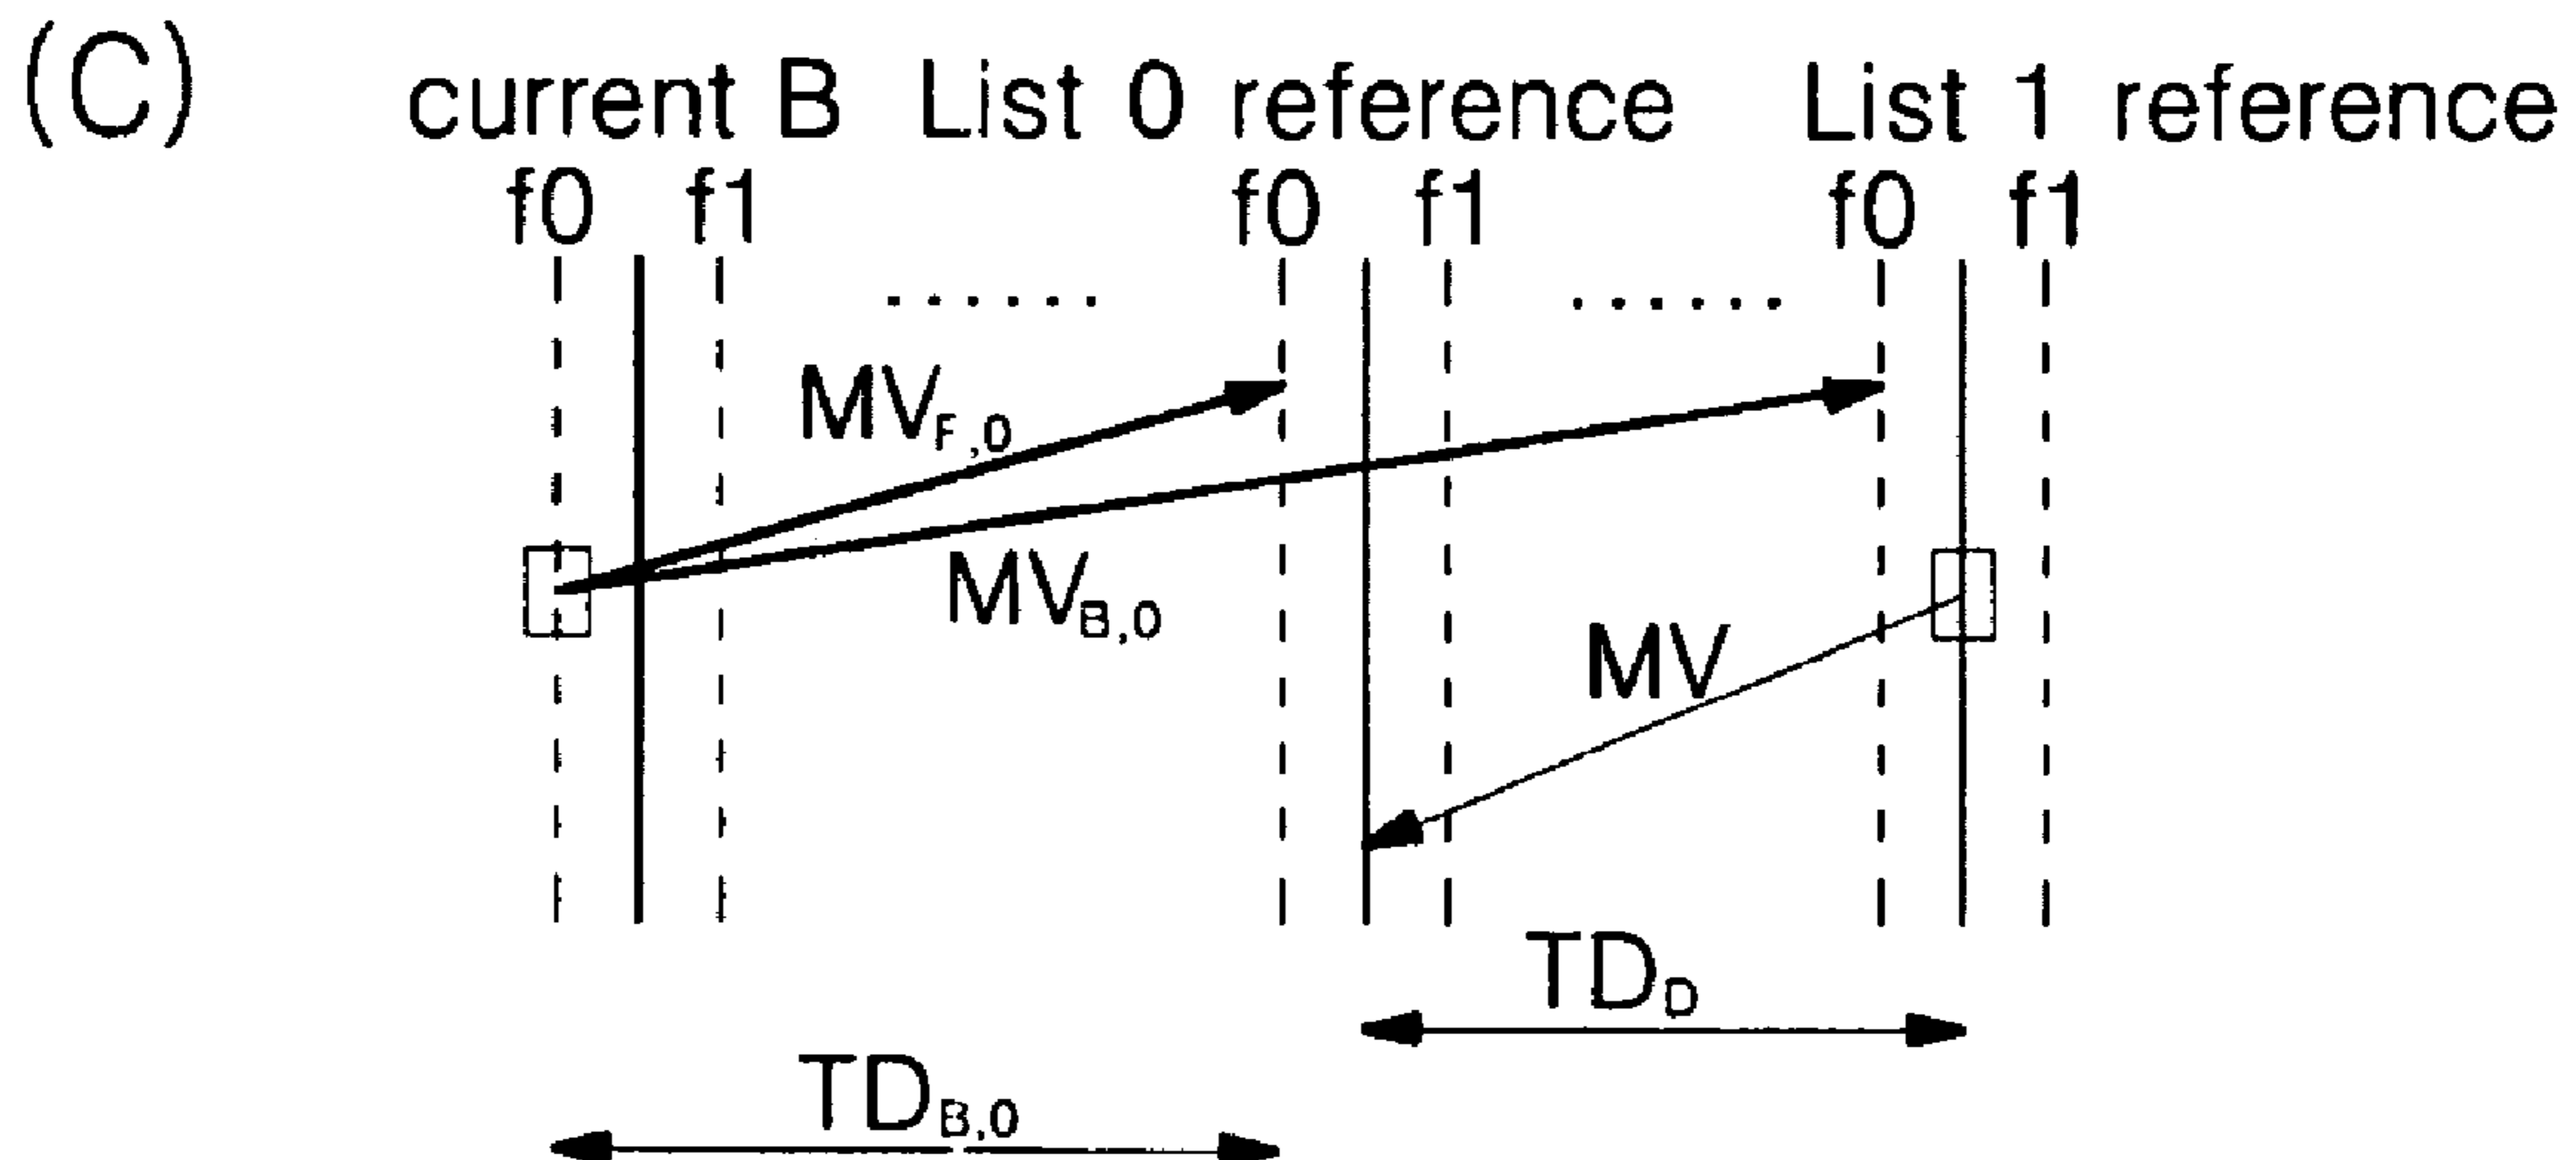 (C)
current B List 0 reference List 1 reference
f0 f1 f0 f1 f0 f1
...... ......
MVF,0
MVB,0
MV
TDD
TDB,0